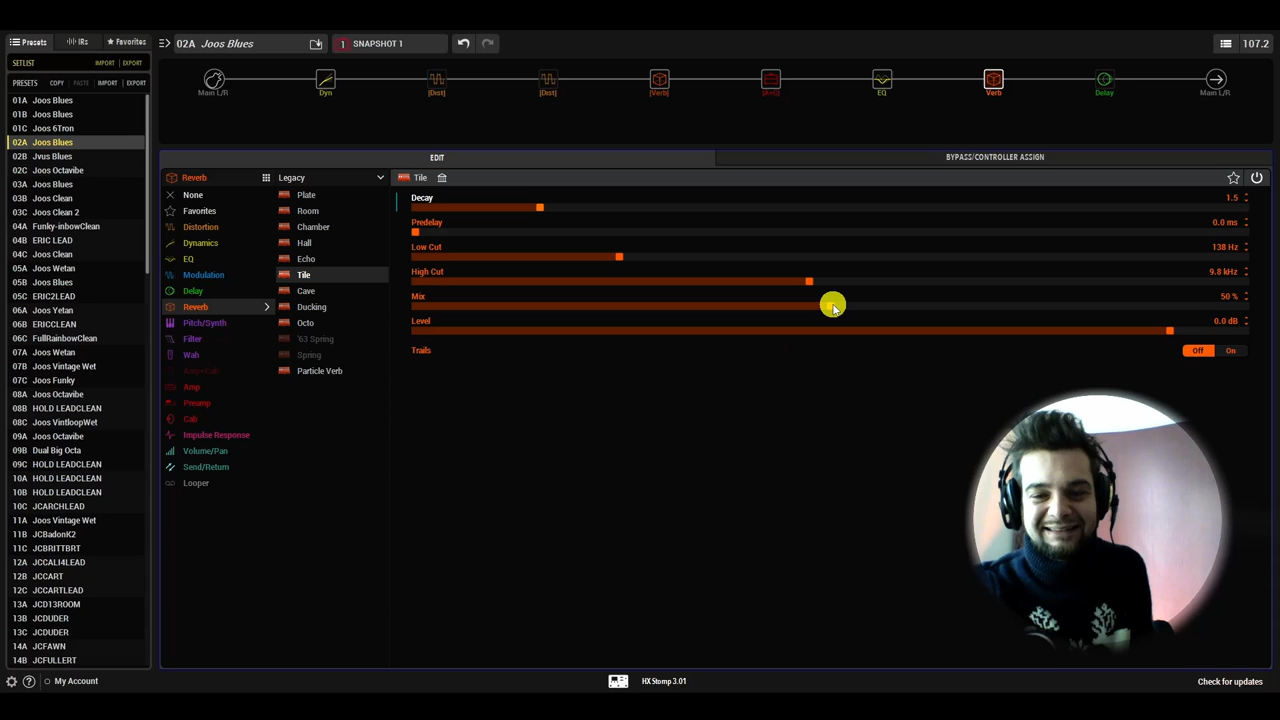 Presets IRs Favorites
02A Joos Blues
1 SNAPSHOT 1
107.2
SETLIST IMPORT EXPORT
PRESETS COPY PASTE IMPORT EXPORT
01A Joos Blues
01B Joos Blues
01C Joos 6Tron
02A Joos Blues
02B Jvus Blues
02C Joos Octavibe
03A Joos Blues
03B Joos Clean
03C Joos Clean 2
04A Funky-inbowClean
04B ERIC LEAD
04C Joos Clean
05A Joos Wetan
05B Joos Blues
05C ERIC2LEAD
06A Joos Yetan
06B ERICCLEAN
06C FullRainbowClean
07A Joos Wetan
07B Joos Vintage Wet
07C Joos Funky
08A Joos Octavibe
08B HOLD LEADCLEAN
08C Joos VintloopWet
09A Joos Octavibe
09B Dual Big Octa
09C HOLD LEADCLEAN
10A HOLD LEADCLEAN
10B HOLD LEADCLEAN
10C JCARCHLEAD
11A Joos Vintage Wet
11B JCBadonK2
11C JCBRITTBRT
12A JCCALI4LEAD
12B JCCART
12C JCCARTLEAD
13A JCD13ROOM
13B JCDUDER
13C JCDUDER
14A JCFAWN
14B JCFULLERT
Main L/R
Dyn
|Dist|
|Dist|
|Verb|
|A+C|
EQ
Verb
Delay
Main L/R
EDIT
BYPASS/CONTROLLER ASSIGN
Reverb
None
Favorites
Distortion
Dynamics
EQ
Modulation
Delay
Reverb
Pitch/Synth
Filter
Wah
Amp+Cab
Amp
Preamp
Cab
Impulse Response
Volume/Pan
Send/Return
Looper
Legacy
Plate
Room
Chamber
Hall
Echo
Tile
Cave
Ducking
Octo
'63 Spring
Spring
Particle Verb
Tile
Decay 1.5
Predelay 0.0 ms
Low Cut 138 Hz
High Cut 9.8 kHz
Mix 50 %
Level 0.0 dB
Trails Off On
? My Account
HX Stomp 3.01
Check for updates